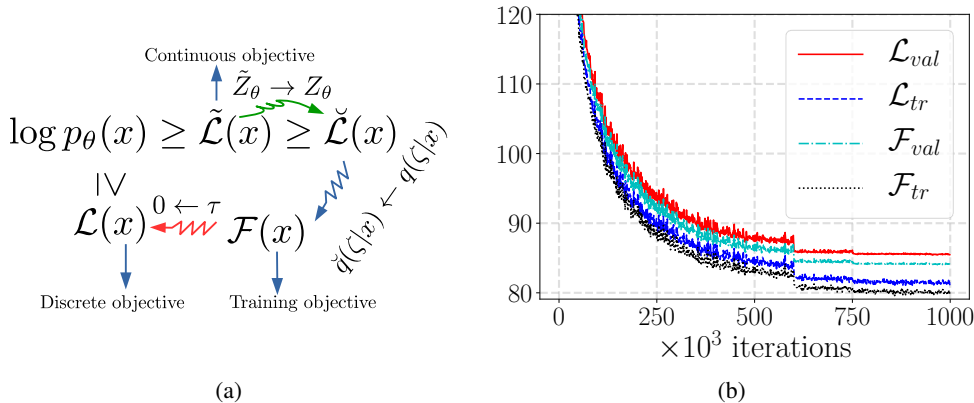 Continuous objective
Z̃_θ → Z_θ
log p_θ(x) ≥ ℒ̃(x) ≥ ℒ̆(x)
q̆(ζ|x) ← q(ζ̆|x)
≥
ℒ(x) 0 ← τ ℱ(x)
Discrete objective Training objective
(a)
120
110
100
90
80
0 250 500 750 1000
×10³ iterations
ℒ_val
ℒ_tr
ℱ_val
ℱ_tr
(b)